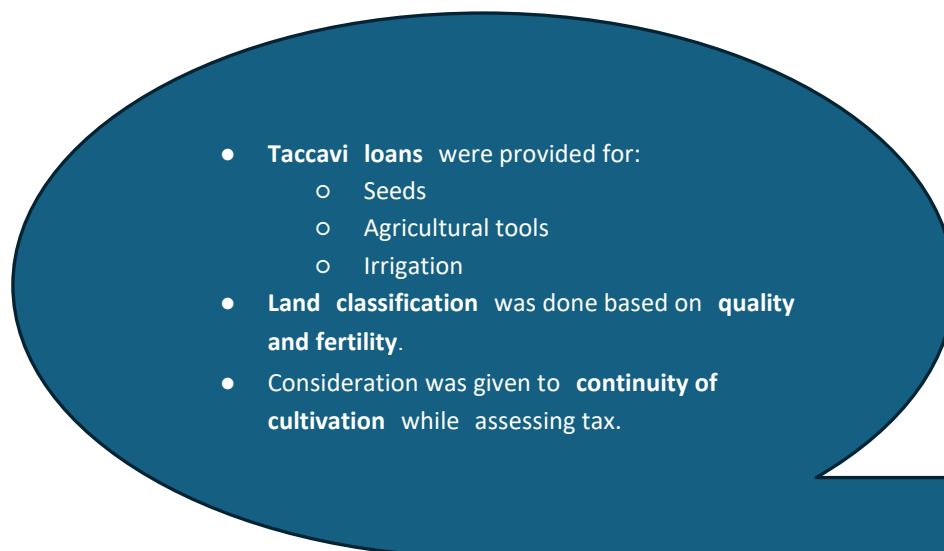 ● Taccavi loans were provided for:
○ Seeds
○ Agricultural tools
○ Irrigation
● Land classification was done based on quality
and fertility.
● Consideration was given to continuity of
cultivation while assessing tax.